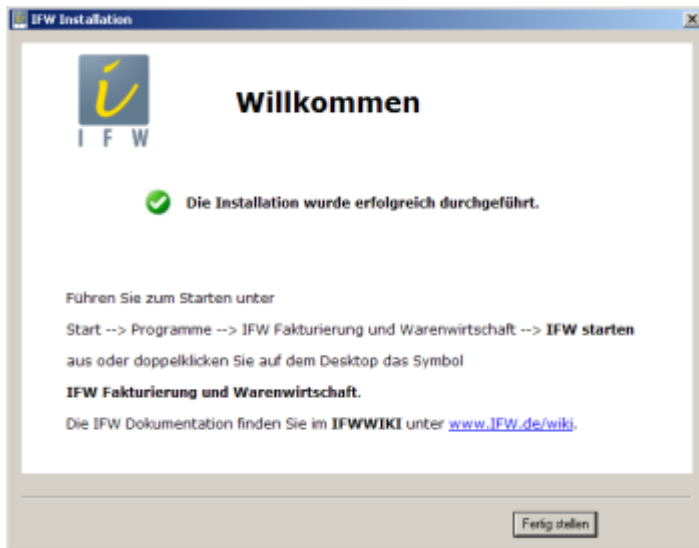 IFW Installation
i
I F W
Willkommen
Die Installation wurde erfolgreich durchgeführt.
Führen Sie zum Starten unter
Start --> Programme --> IFW Fakturierung und Warenwirtschaft --> IFW starten
aus oder doppelklicken Sie auf dem Desktop das Symbol
IFW Fakturierung und Warenwirtschaft.
Die IFW Dokumentation finden Sie im IFWWIKI unter www.IFW.de/wiki.
Fertig stellen